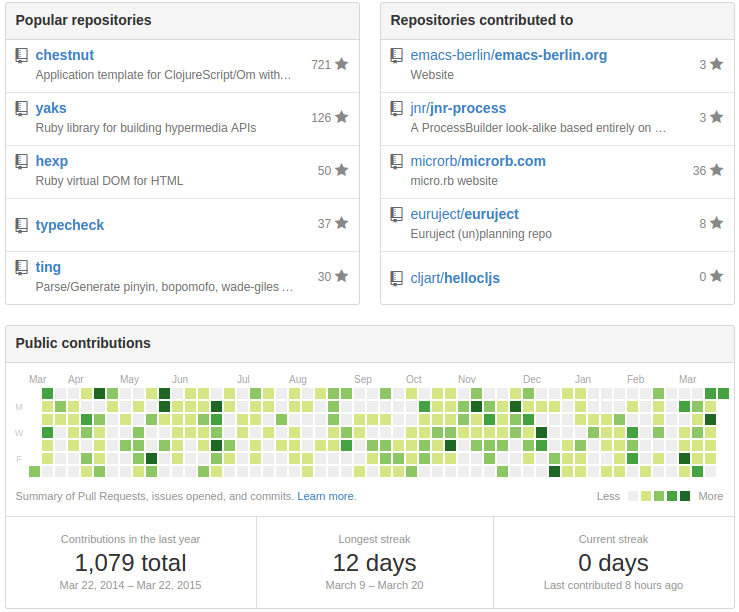 Popular repositories
chestnut
Application template for ClojureScript/Om with…
721
yaks
Ruby library for building hypermedia APIs
126
hexp
Ruby virtual DOM for HTML
50
typecheck
37
ting
Parse/Generate pinyin, bopomofo, wade-giles …
30
Repositories contributed to
emacs-berlin/emacs-berlin.org
Website
3
jnr/jnr-process
A ProcessBuilder look-alike based entirely on …
3
microrb/microrb.com
micro.rb website
36
euruject/euruject
Euruject (un)planning repo
8
cljart/hellocljs
0
Public contributions
Mar Apr May Jun Jul Aug Sep Oct Nov Dec Jan Feb Mar
M
W
F
Summary of Pull Requests, issues opened, and commits. Learn more.
Less More
Contributions in the last year
1,079 total
Mar 22, 2014 – Mar 22, 2015
Longest streak
12 days
March 9 – March 20
Current streak
0 days
Last contributed 8 hours ago